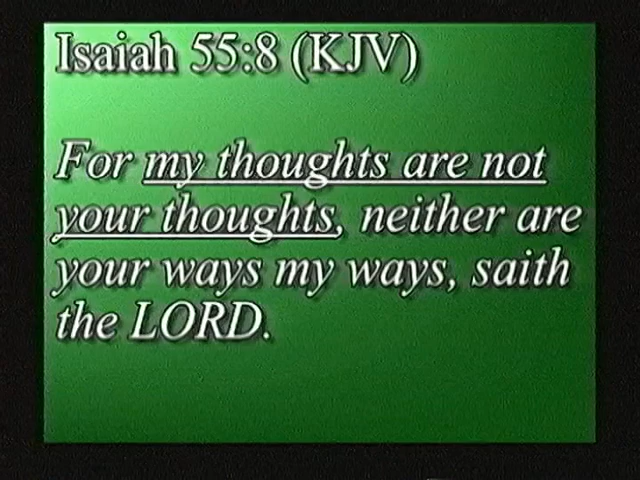 Isaiah 55:8 (KJV)
For my thoughts are not
your thoughts, neither are
your ways my ways, saith
the LORD.